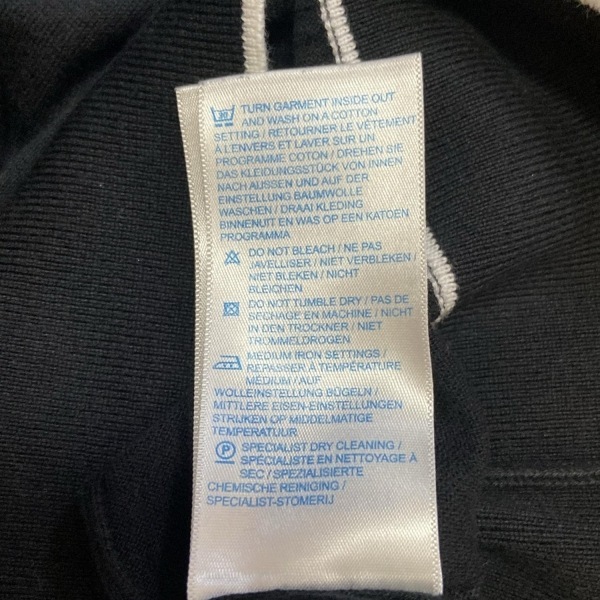 30 TURN GARMENT INSIDE OUT
AND WASH ON A COTTON
SETTING / RETOURNER LE VÊTEMENT
À L'ENVERS ET LAVER SUR UN
PROGRAMME COTON / DREHEN SIE
DAS KLEIDUNGSSTÜCK VON INNEN
NACH AUSSEN UND AUF DER
EINSTELLUNG BAUMWOLLE
WASCHEN / DRAAI KLEDING
BINNENUIT EN WAS OP EEN KATOEN
PROGRAMMA
DO NOT BLEACH / NE PAS
JAVELLISER / NIET VERBLEKEN /
NIET BLEKEN / NICHT
BLEICHEN
DO NOT TUMBLE DRY / PAS DE
SECHAGE EN MACHINE / NICHT
IN DEN TROCKNER / NIET
TROMMELDROGEN
MEDIUM IRON SETTINGS /
REPASSER À TEMPÉRATURE
MEDIUM / AUF
WOLLEINSTELLUNG BÜGELN /
MITTLERE EISEN-EINSTELLUNGEN
STRIJKEN OP MIDDELMATIGE
TEMPERATUUR
P SPECIALIST DRY CLEANING /
SPÉCIALISTE EN NETTOYAGE À
SEC / SPEZIALISIERTE
CHEMISCHE REINIGING /
SPECIALIST-STOMERIJ